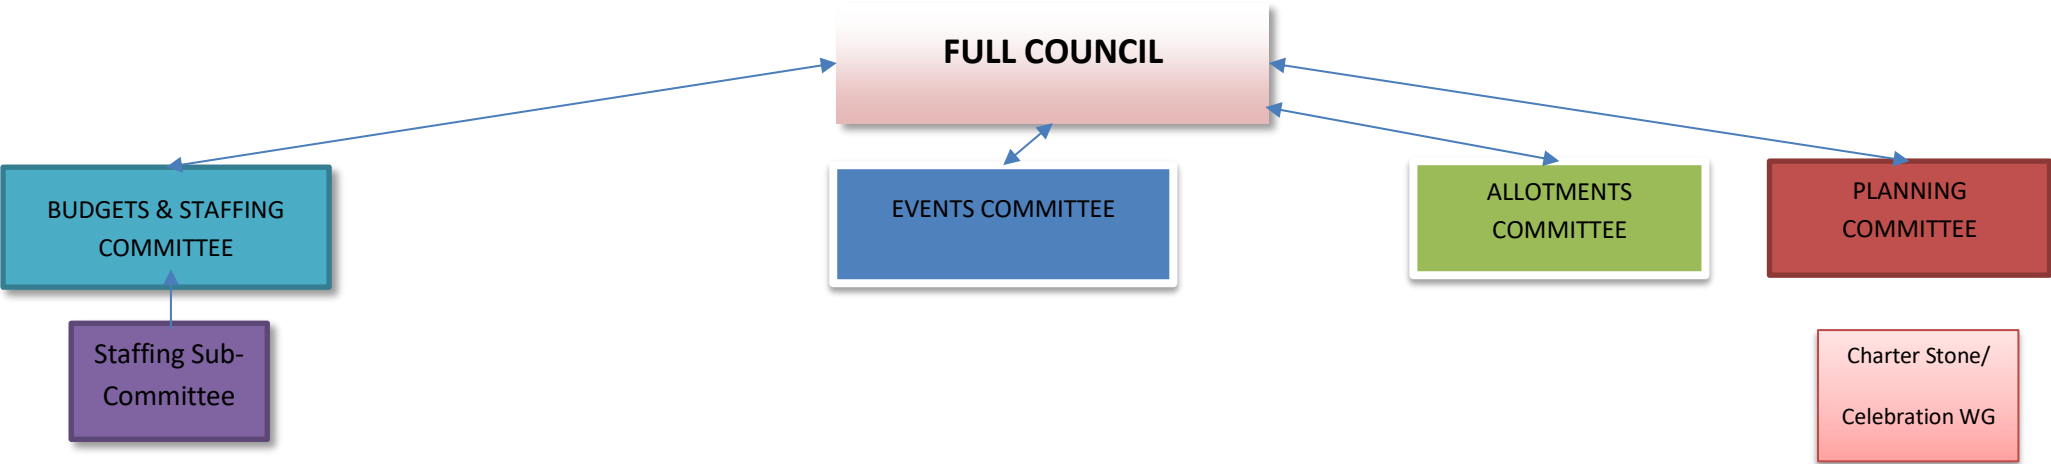 FULL COUNCIL
BUDGETS & STAFFING
COMMITTEE
EVENTS COMMITTEE
ALLOTMENTS
COMMITTEE
PLANNING
COMMITTEE
Staffing Sub-
Committee
Charter Stone/
Celebration WG